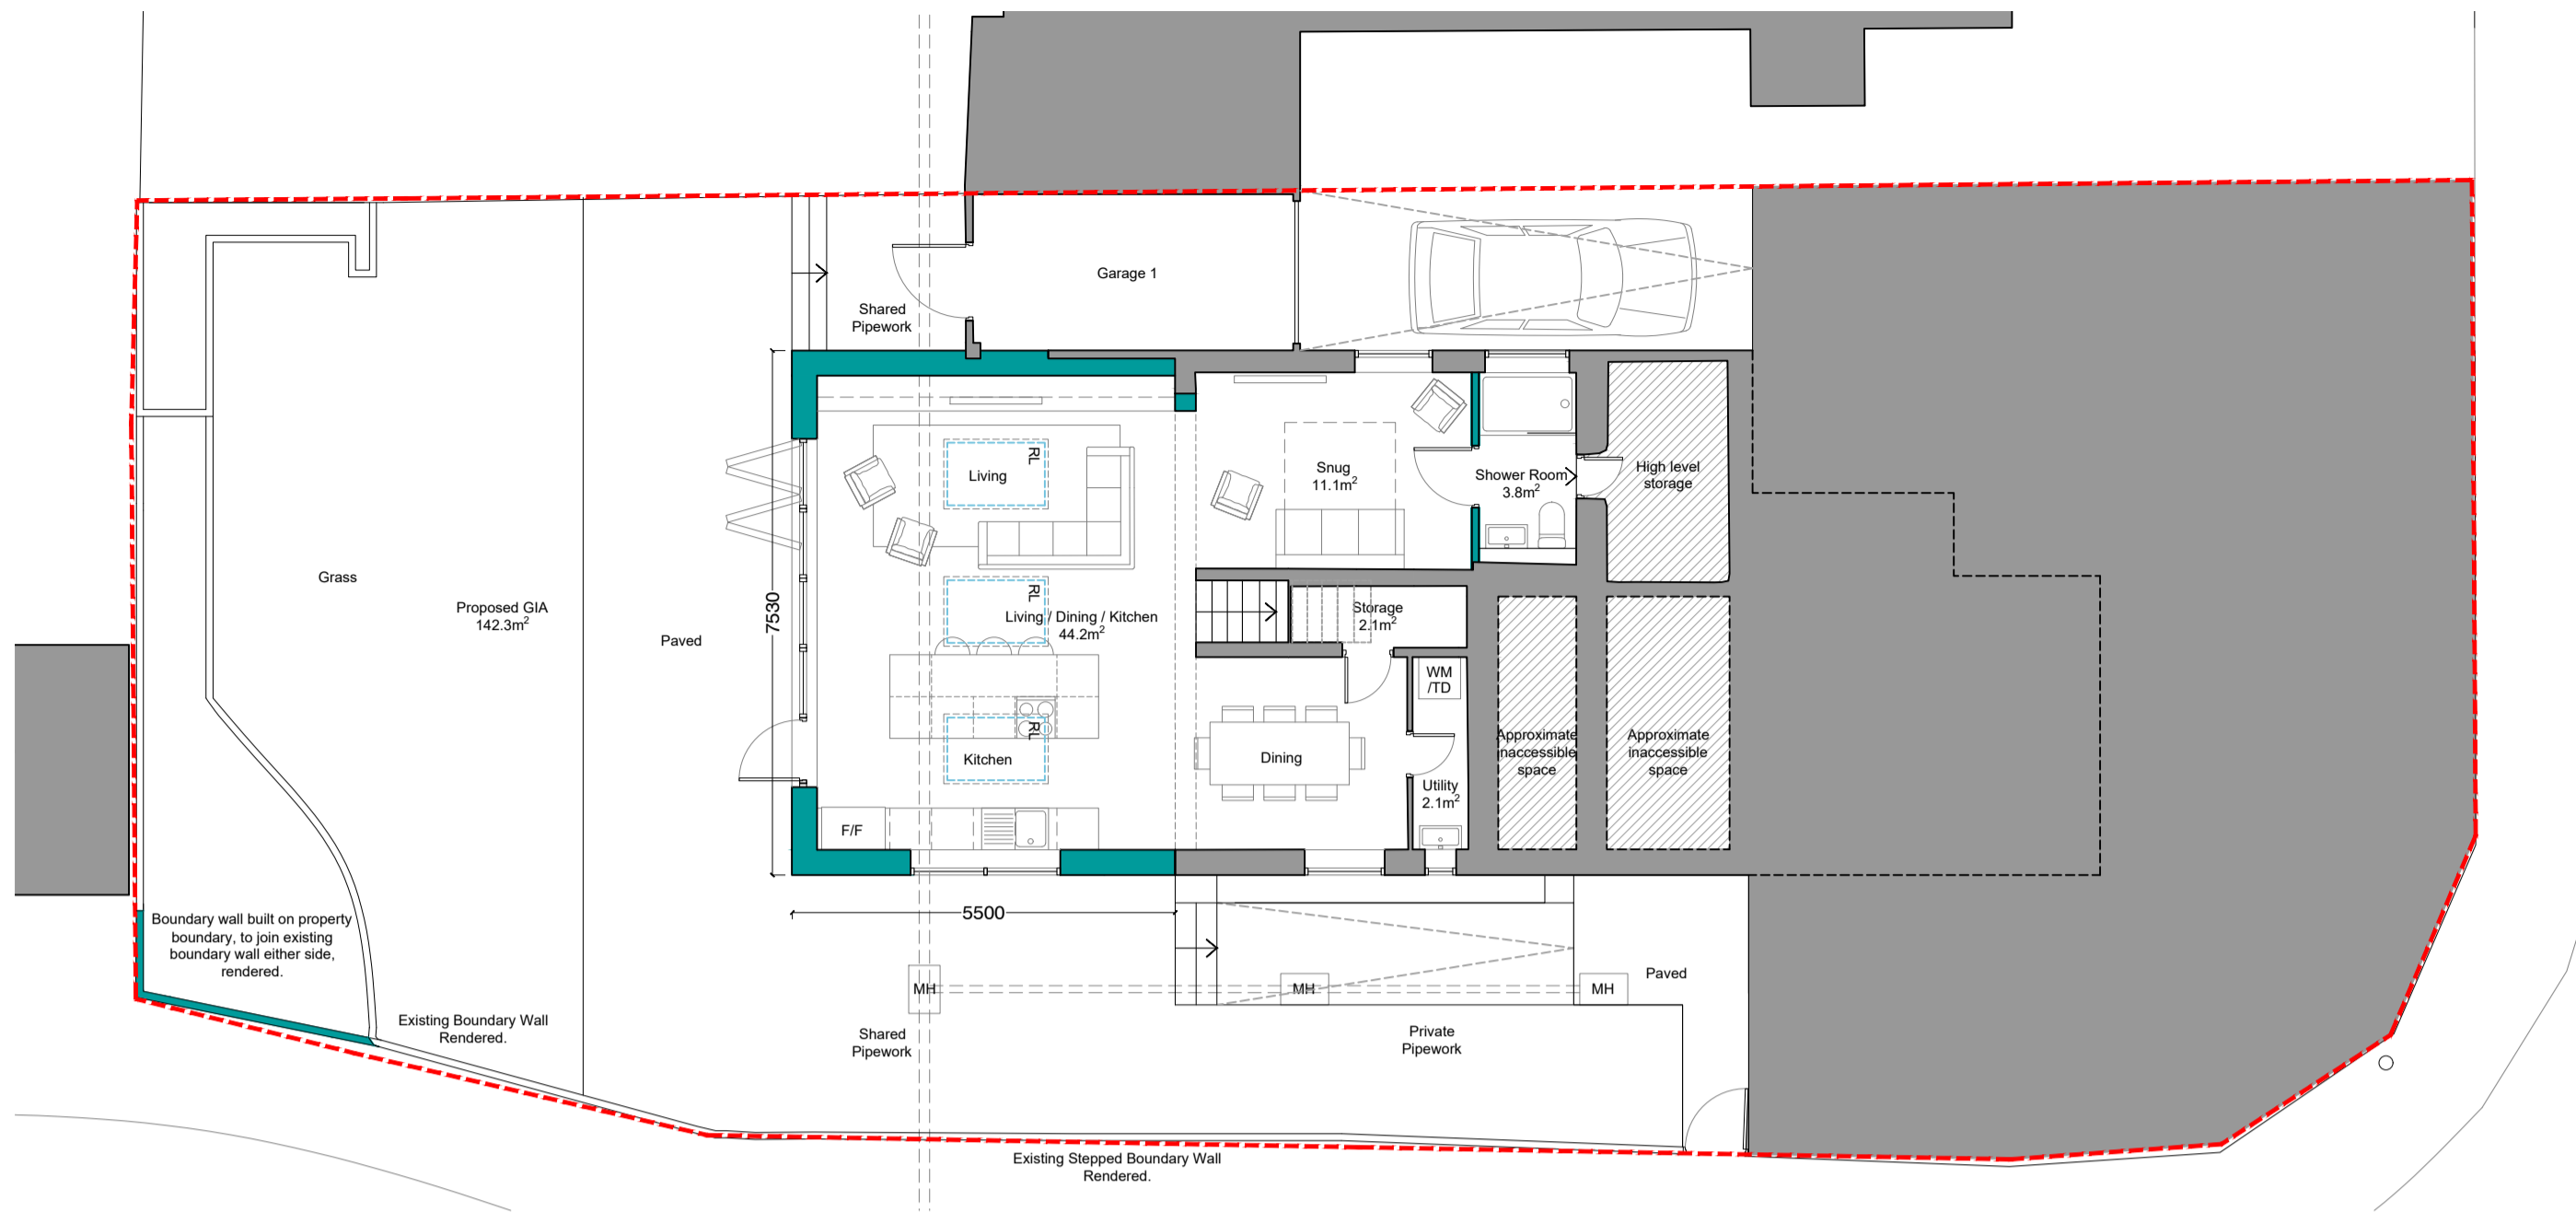 Garage 1
Shared
Pipework
Living
RL
Snug
11.1m²
Shower Room
3.8m²
High level
storage
Grass
Proposed GIA
142.3m²
Paved
7530
RL
Living / Dining / Kitchen
44.2m²
Storage
2.1m²
WM
/TD
RL
Kitchen
Dining
Utility
2.1m²
Approximate
inaccessible
space
Approximate
inaccessible
space
F/F
5500
Boundary wall built on property
boundary, to join existing
boundary wall either side,
rendered.
MH
MH
MH
Paved
Existing Boundary Wall
Rendered.
Shared
Pipework
Private
Pipework
Existing Stepped Boundary Wall
Rendered.